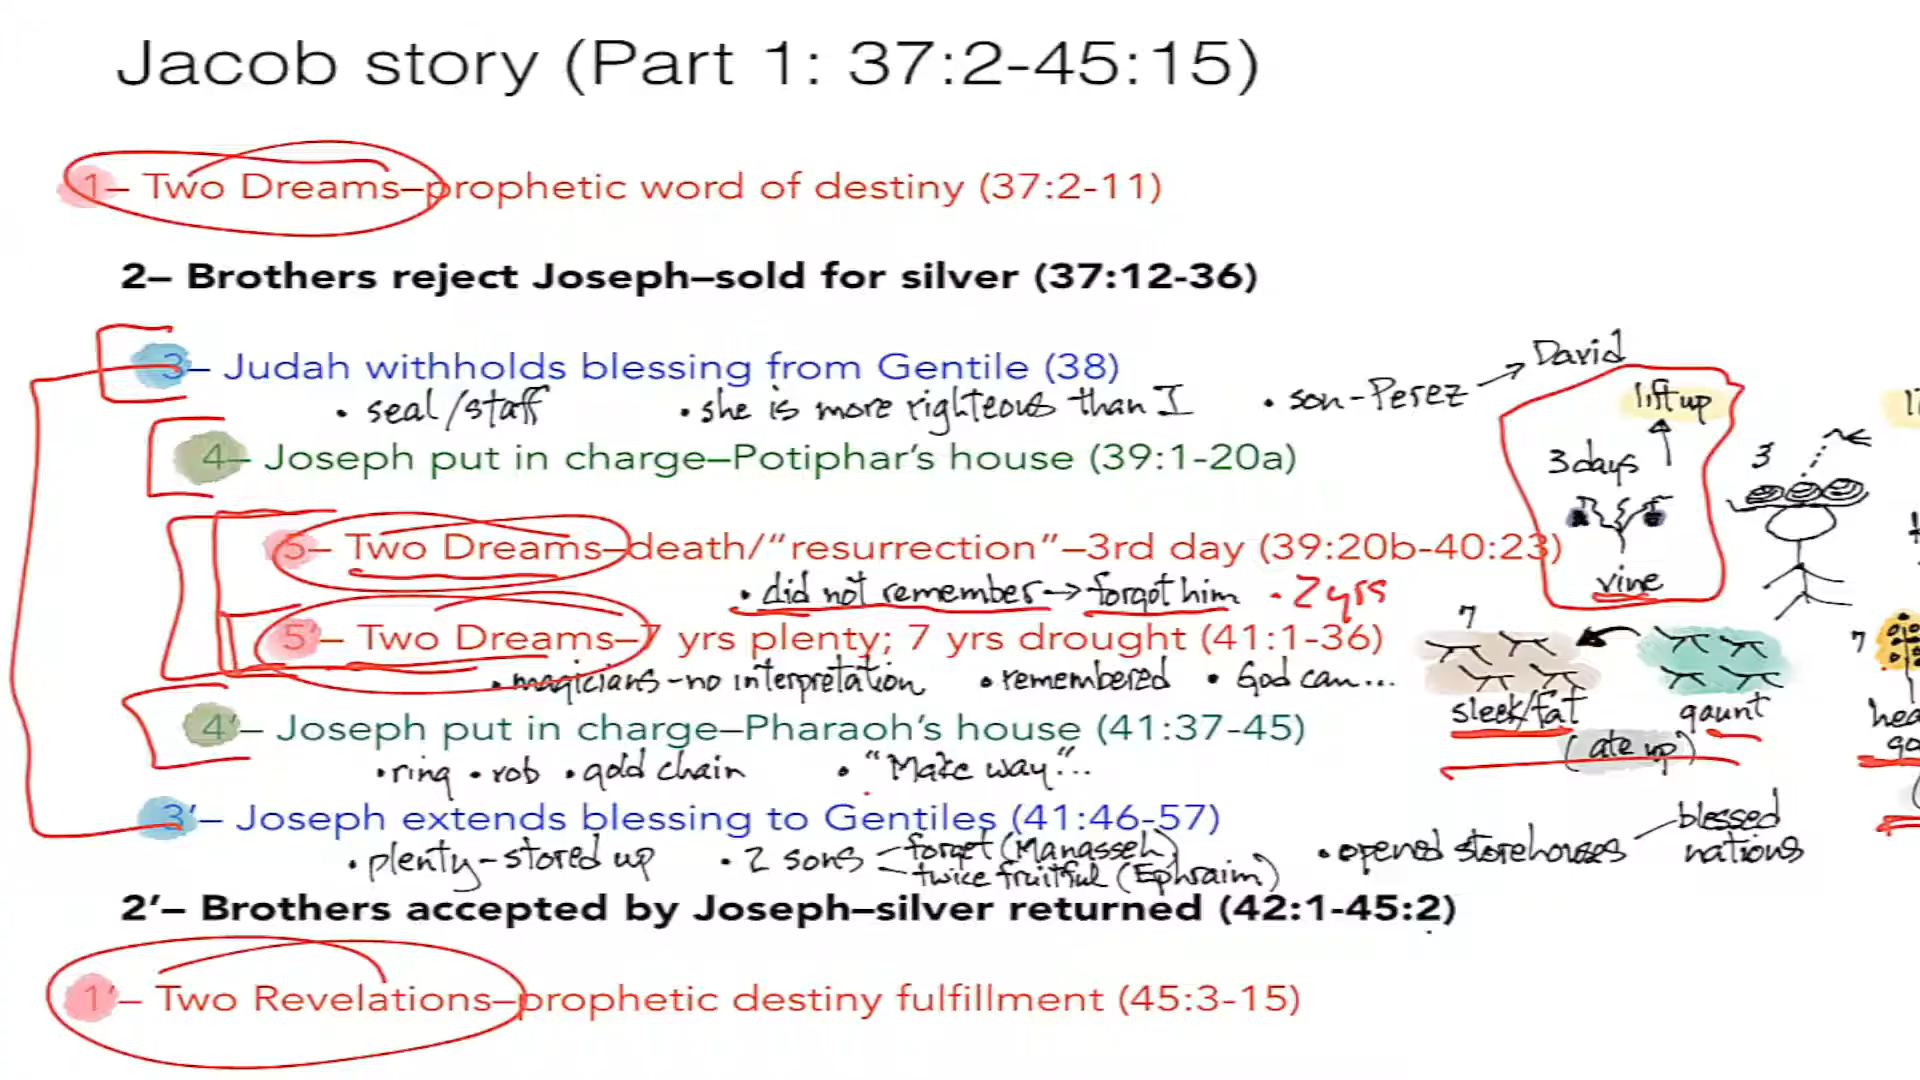 Jacob story (Part 1: 37:2-45:15)
1– Two Dreams–prophetic word of destiny (37:2-11)
2– Brothers reject Joseph–sold for silver (37:12-36)
3– Judah withholds blessing from Gentile (38)
• seal/staff • she is more righteous than I • son-Perez → David
4– Joseph put in charge–Potiphar's house (39:1-20a)
lift up
3 days
3
vine
5– Two Dreams–death/"resurrection"–3rd day (39:20b-40:23)
• did not remember → forgot him • 2 yrs
5'– Two Dreams–7 yrs plenty; 7 yrs drought (41:1-36)
• magicians-no interpretation • remembered • God can...
7
7
sleek/fat gaunt
(ate up)
4'– Joseph put in charge–Pharaoh's house (41:37-45)
• ring • rob • gold chain • "Make way"...
3'– Joseph extends blessing to Gentiles (41:46-57)
• plenty-stored up • 2 sons forget (Manasseh) • opened storehouses blessed
twice fruitful (Ephraim) nations
2'– Brothers accepted by Joseph–silver returned (42:1-45:2)
1'– Two Revelations–prophetic destiny fulfillment (45:3-15)